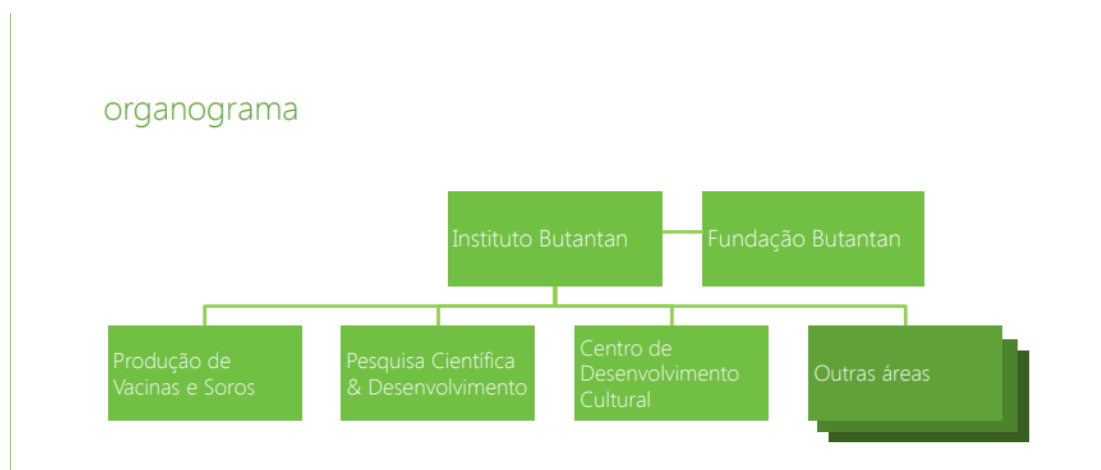 organograma
Instituto Butantan
Fundação Butantan
Produção de
Vacinas e Soros
Pesquisa Científica
& Desenvolvimento
Centro de
Desenvolvimento
Cultural
Outras áreas